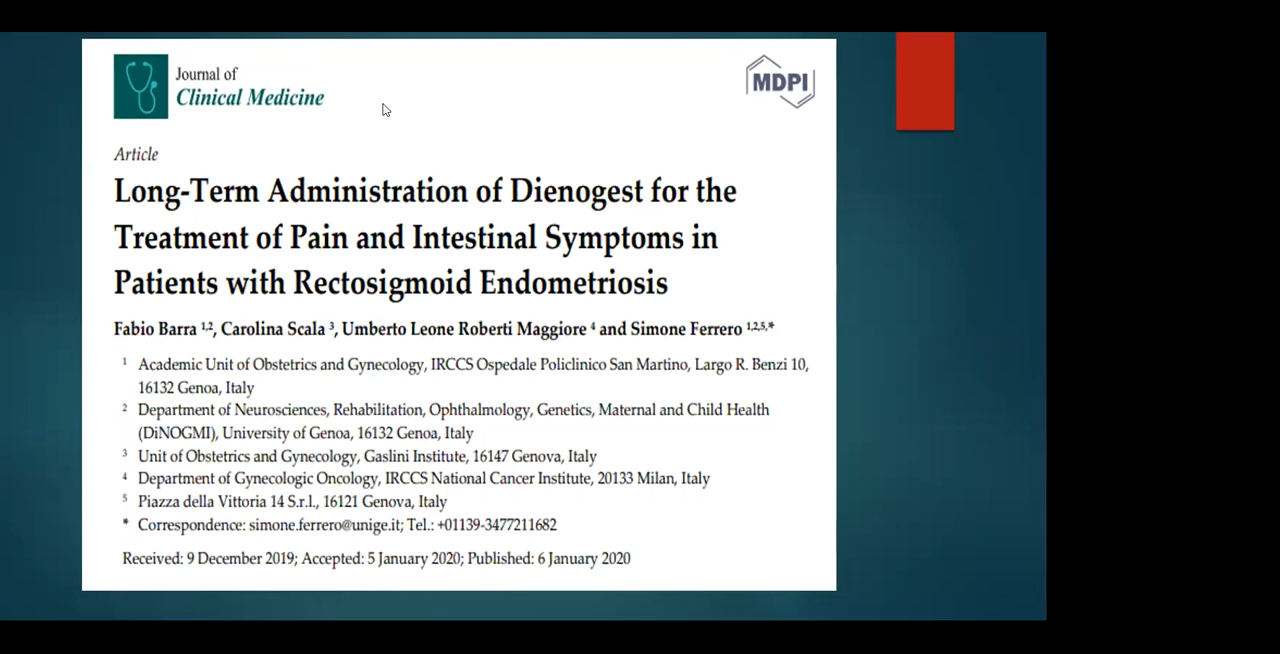 Journal of
Clinical Medicine
MDPI
Article
Long-Term Administration of Dienogest for the
Treatment of Pain and Intestinal Symptoms in
Patients with Rectosigmoid Endometriosis
Fabio Barra 1,2, Carolina Scala 3, Umberto Leone Roberti Maggiore 4 and Simone Ferrero 1,2,5,*
1 Academic Unit of Obstetrics and Gynecology, IRCCS Ospedale Policlinico San Martino, Largo R. Benzi 10,
16132 Genoa, Italy
2 Department of Neurosciences, Rehabilitation, Ophthalmology, Genetics, Maternal and Child Health
(DiNOGMI), University of Genoa, 16132 Genoa, Italy
3 Unit of Obstetrics and Gynecology, Gaslini Institute, 16147 Genova, Italy
4 Department of Gynecologic Oncology, IRCCS National Cancer Institute, 20133 Milan, Italy
5 Piazza della Vittoria 14 S.r.l., 16121 Genova, Italy
* Correspondence: simone.ferrero@unige.it; Tel.: +01139-3477211682
Received: 9 December 2019; Accepted: 5 January 2020; Published: 6 January 2020